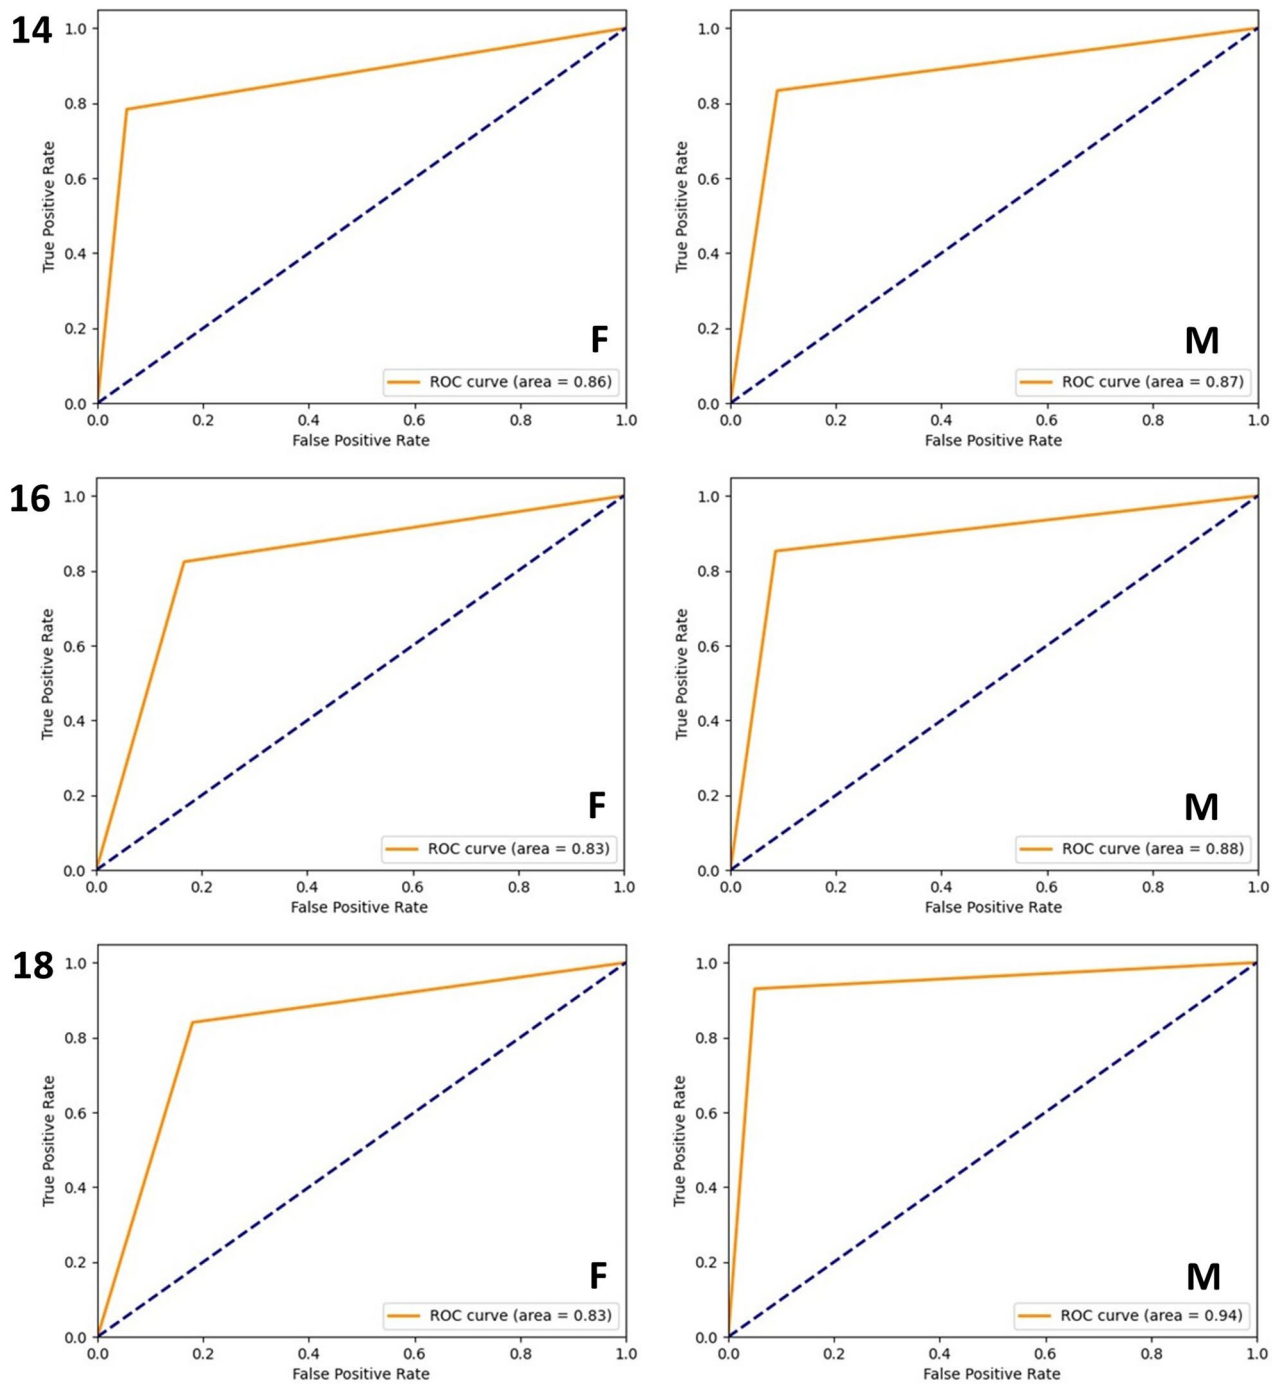 14
1.0
0.8
0.6
0.4
0.2
0.0
True Positive Rate
F
ROC curve (area = 0.86)
0.0 0.2 0.4 0.6 0.8 1.0
False Positive Rate
1.0
0.8
0.6
0.4
0.2
0.0
True Positive Rate
M
ROC curve (area = 0.87)
0.0 0.2 0.4 0.6 0.8 1.0
False Positive Rate
16
1.0
0.8
0.6
0.4
0.2
0.0
True Positive Rate
F
ROC curve (area = 0.83)
0.0 0.2 0.4 0.6 0.8 1.0
False Positive Rate
1.0
0.8
0.6
0.4
0.2
0.0
True Positive Rate
M
ROC curve (area = 0.88)
0.0 0.2 0.4 0.6 0.8 1.0
False Positive Rate
18
1.0
0.8
0.6
0.4
0.2
0.0
True Positive Rate
F
ROC curve (area = 0.83)
0.0 0.2 0.4 0.6 0.8 1.0
False Positive Rate
1.0
0.8
0.6
0.4
0.2
0.0
True Positive Rate
M
ROC curve (area = 0.94)
0.0 0.2 0.4 0.6 0.8 1.0
False Positive Rate